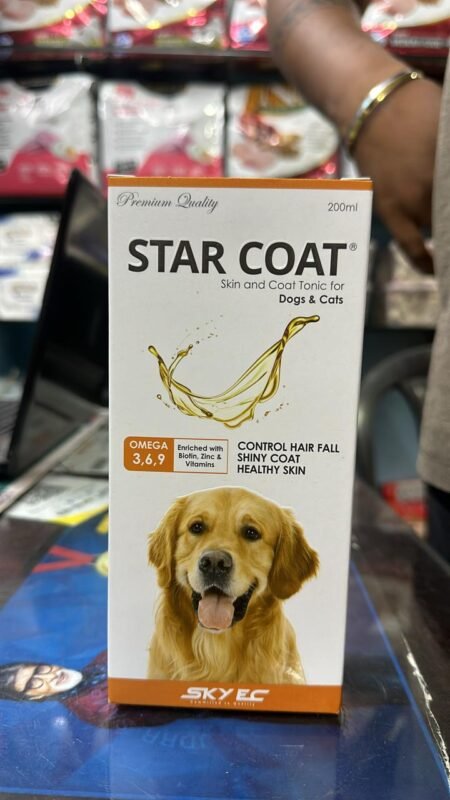 Premium Quality
200ml
STAR COAT®
Skin and Coat Tonic for
Dogs & Cats
OMEGA
3,6,9
Enriched with
Biotin, Zinc &
Vitamins
CONTROL HAIR FALL
SHINY COAT
HEALTHY SKIN
SKYEC